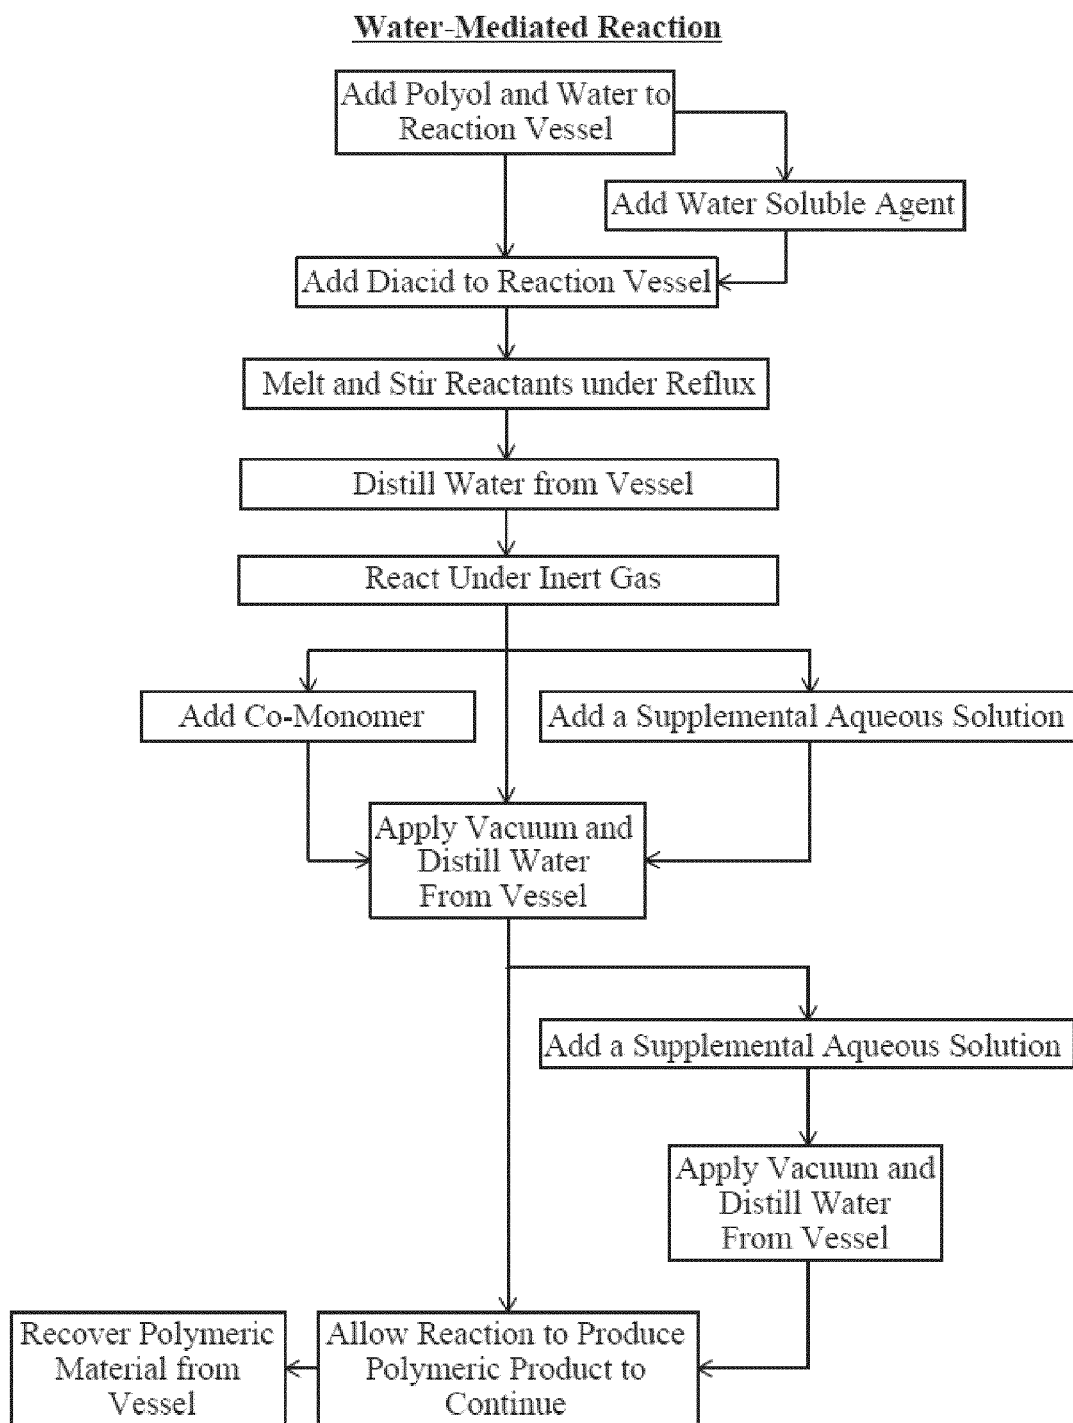 Water-Mediated Reaction
Add Polyol and Water to
Reaction Vessel
Add Water Soluble Agent
Add Diacid to Reaction Vessel
Melt and Stir Reactants under Reflux
Distill Water from Vessel
React Under Inert Gas
Add Co-Monomer
Add a Supplemental Aqueous Solution
Apply Vacuum and
Distill Water
From Vessel
Add a Supplemental Aqueous Solution
Apply Vacuum and
Distill Water
From Vessel
Allow Reaction to Produce
Polymeric Product to
Continue
Recover Polymeric
Material from
Vessel